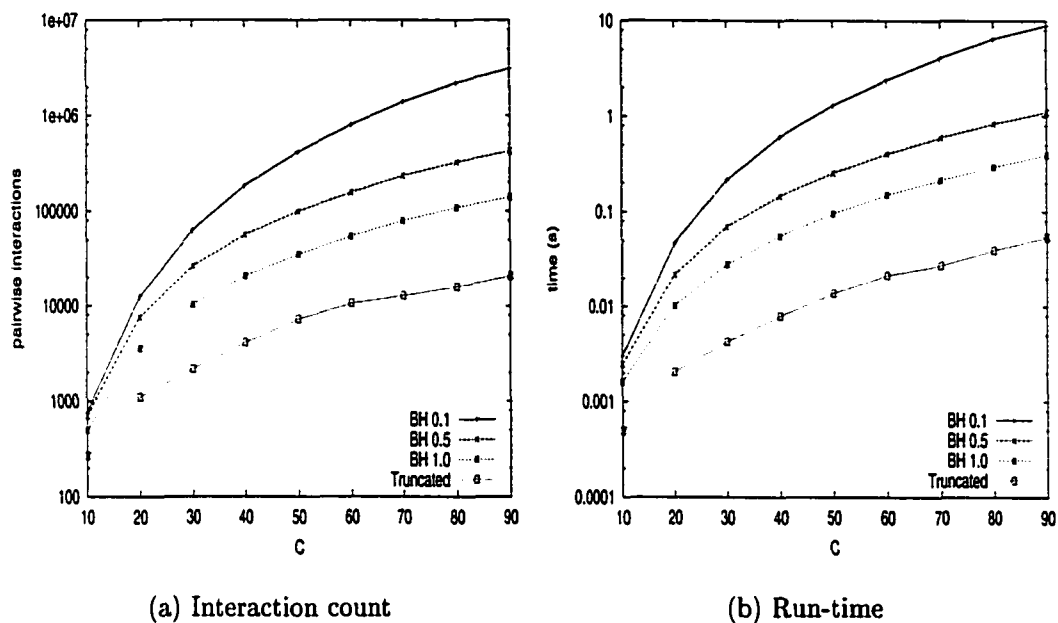 1e+07
1e+06
100000
10000
1000
100
pairwise interactions
10 20 30 40 50 60 70 80 90
C
BH 0.1
BH 0.5
BH 1.0
Truncated
(a) Interaction count
10
1
0.1
0.01
0.001
0.0001
time (s)
10 20 30 40 50 60 70 80 90
C
BH 0.1
BH 0.5
BH 1.0
Truncated
(b) Run-time